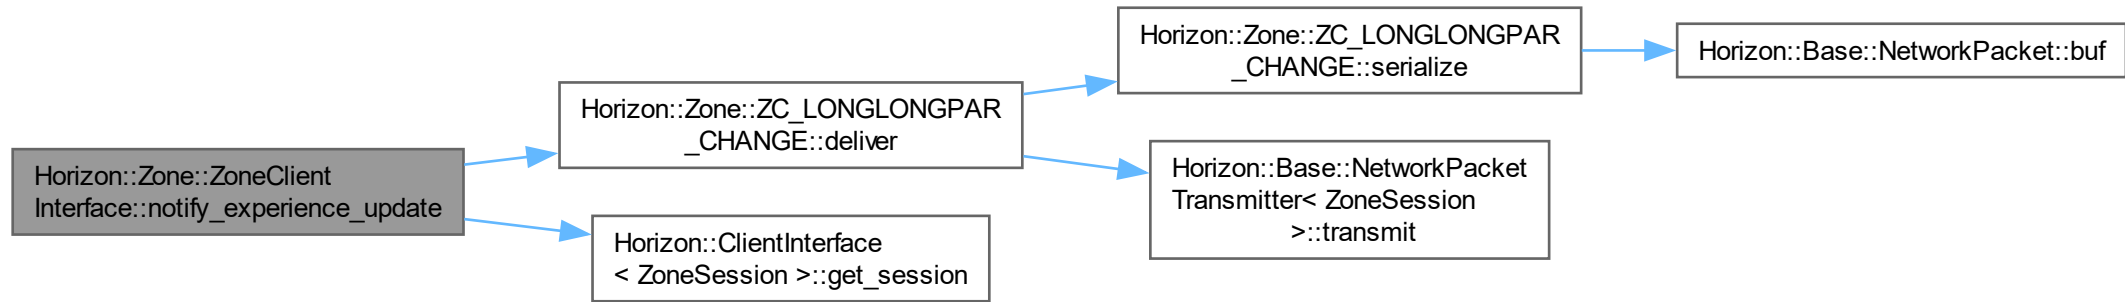 Horizon::Zone::ZoneClient
Interface::notify_experience_update
Horizon::Zone::ZC_LONGLONGPAR
_CHANGE::deliver
Horizon::ClientInterface
< ZoneSession >::get_session
Horizon::Zone::ZC_LONGLONGPAR
_CHANGE::serialize
Horizon::Base::NetworkPacket
Transmitter< ZoneSession
>::transmit
Horizon::Base::NetworkPacket::buf